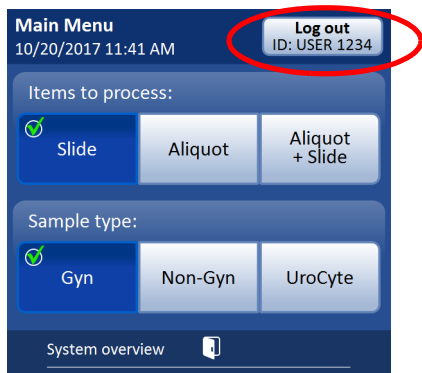 Main Menu
10/20/2017 11:41 AM
Log out
ID: USER 1234
Items to process:
Slide
Aliquot
Aliquot
+ Slide
Sample type:
Gyn
Non-Gyn
UroCyte
System overview